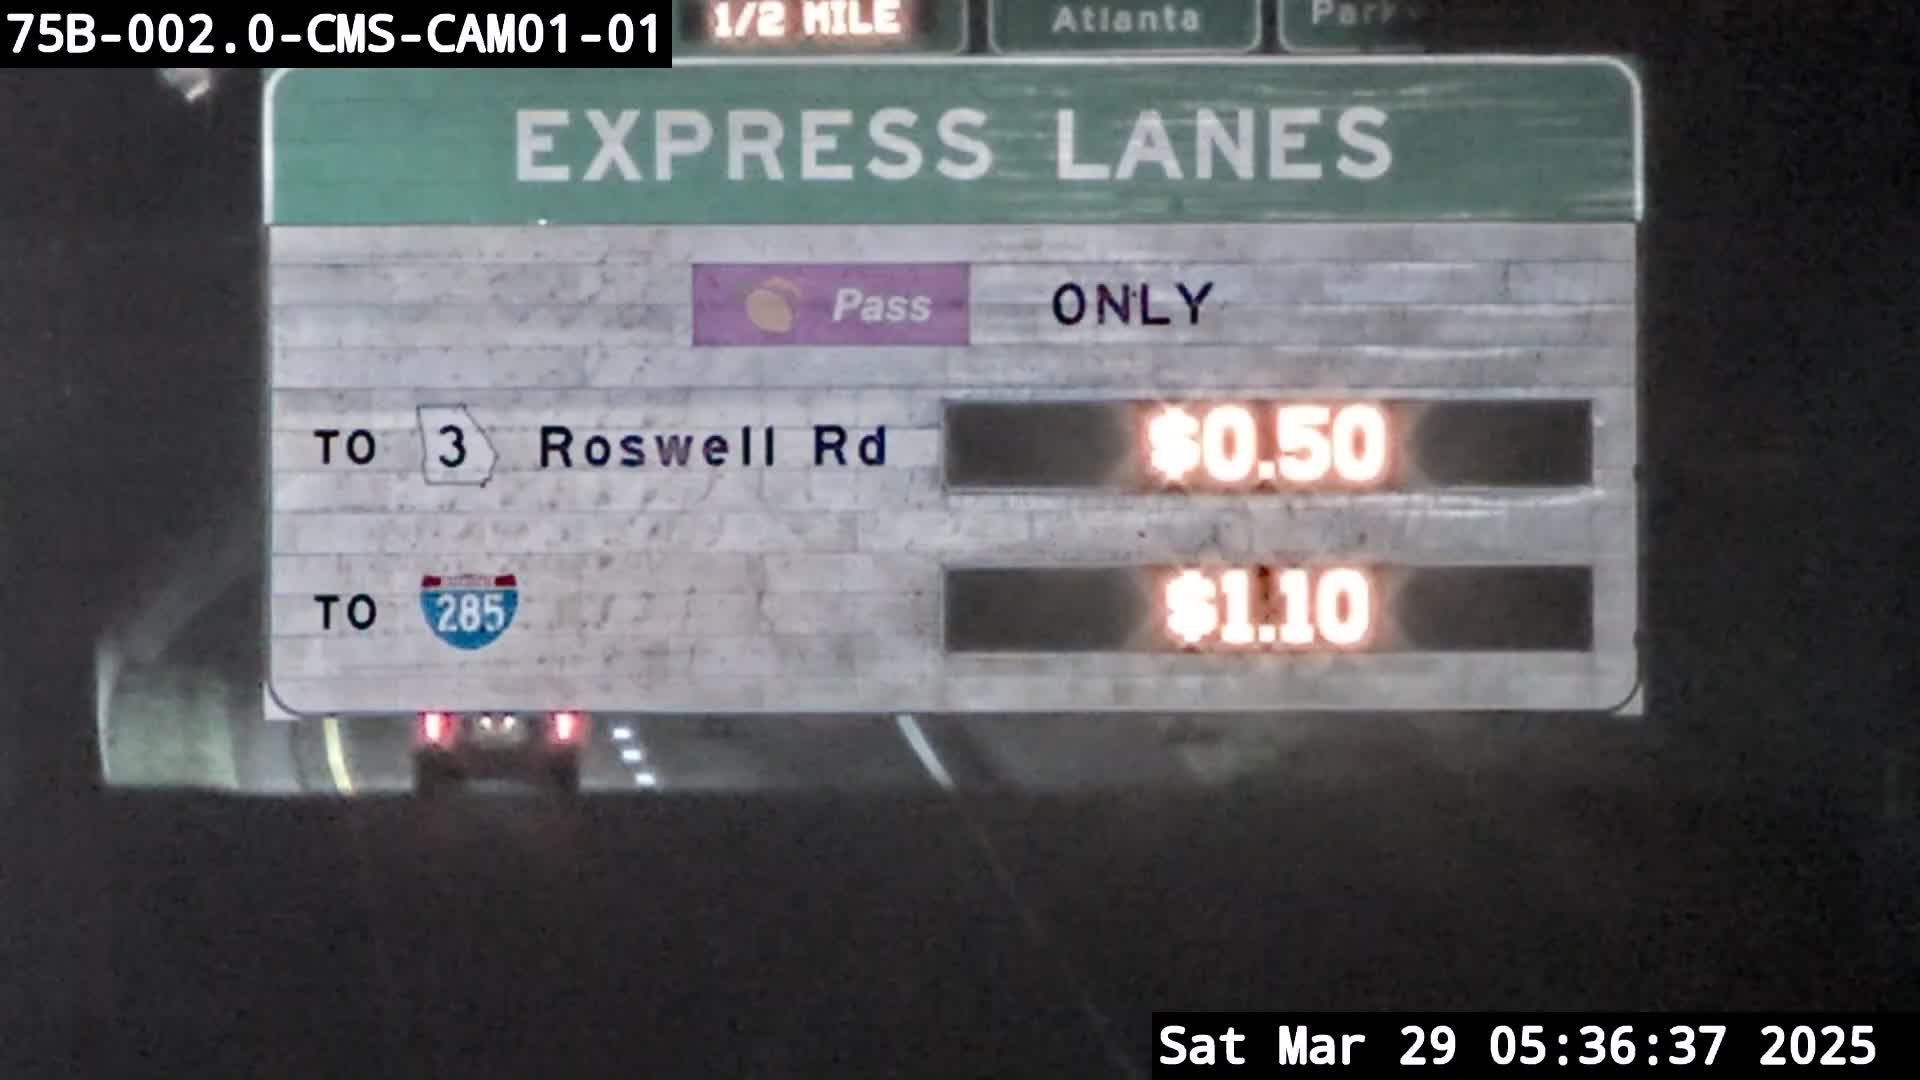 75B-002.0-CMS-CAM01-01
1/2 MILE
Atlanta
EXPRESS LANES
Pass ONLY
TO 3 Roswell Rd $0.50
TO 285 $1.10
Sat Mar 29 05:36:37 2025